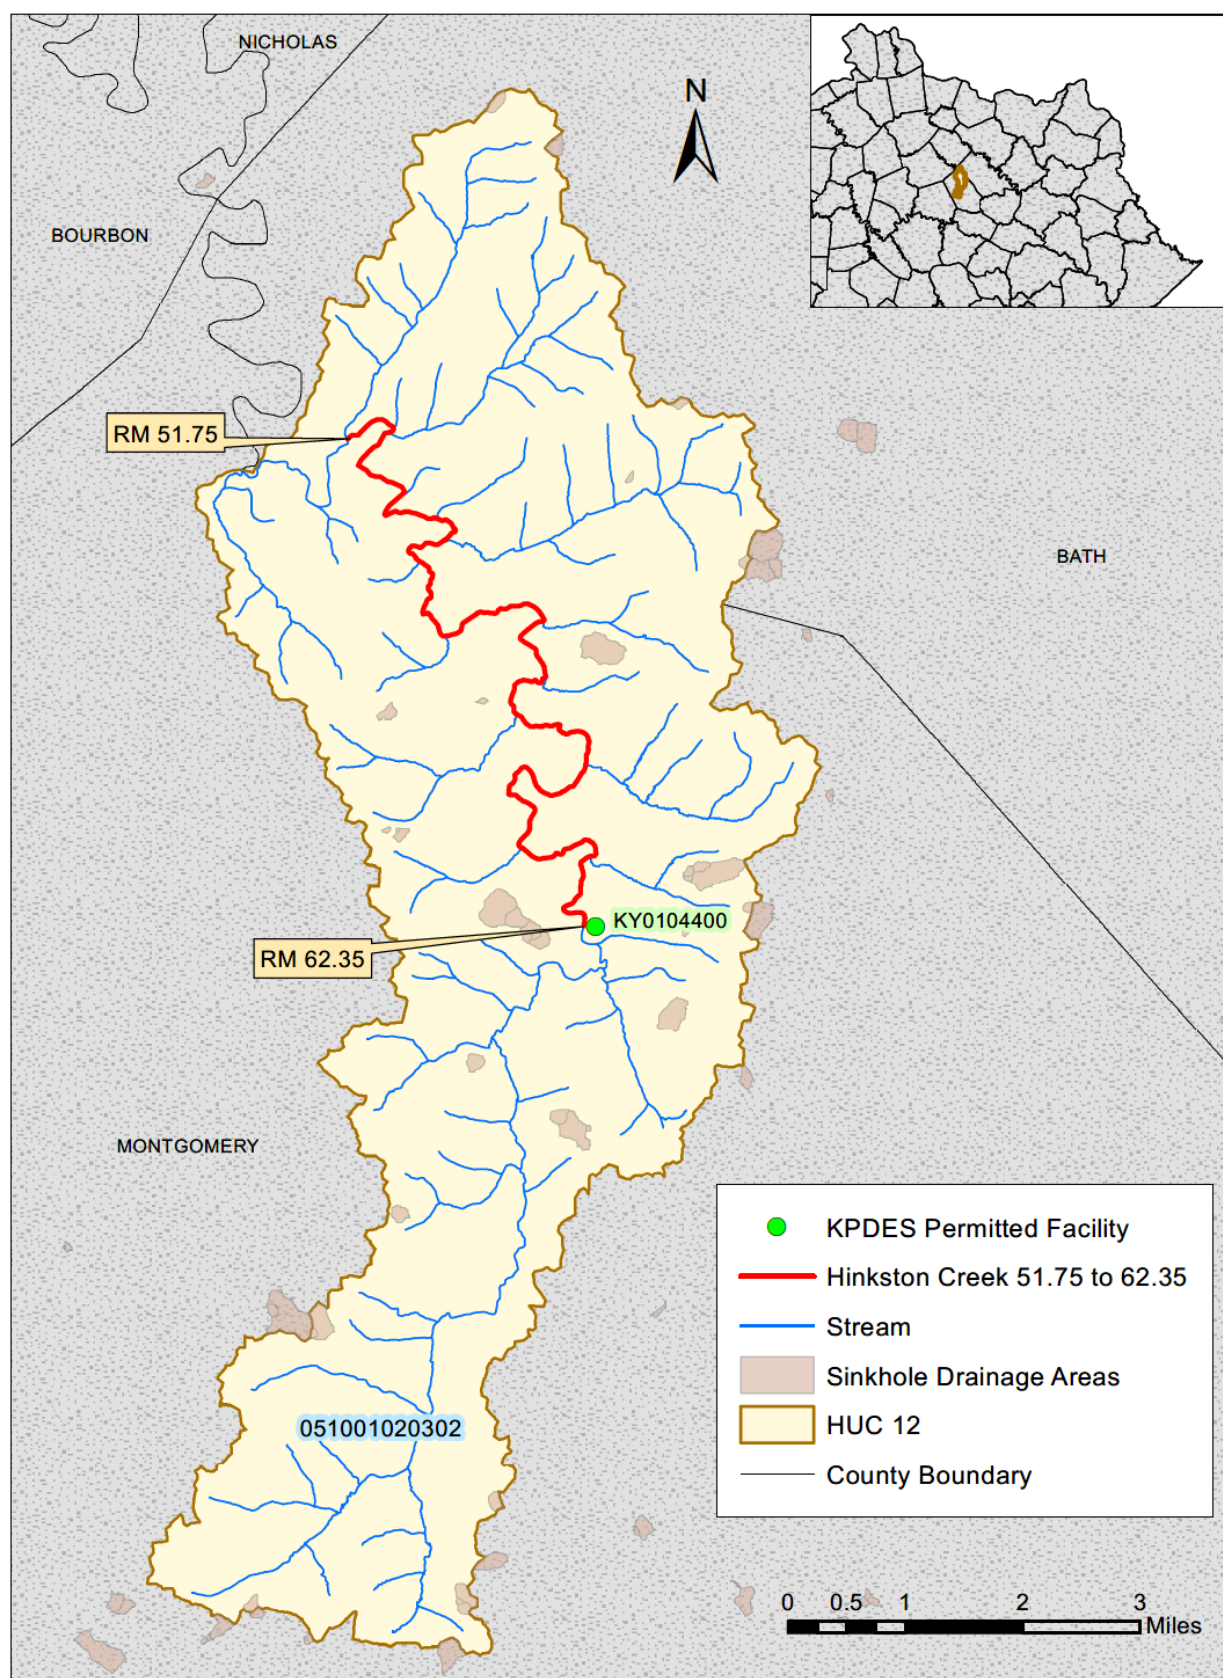 NICHOLAS
N
BOURBON
RM 51.75
BATH
KY0104400
RM 62.35
MONTGOMERY
KPDES Permitted Facility
Hinkston Creek 51.75 to 62.35
Stream
Sinkhole Drainage Areas
HUC 12
County Boundary
051001020302
0 0.5 1 2 3
Miles